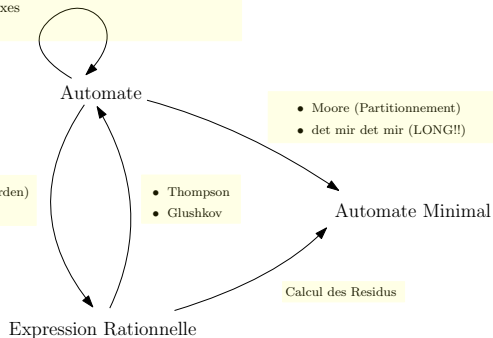 xes
Automate
• Moore (Partitionnement)
• det mir det mir (LONG!!)
rden)
• Thompson
• Glushkov
Automate Minimal
Calcul des Residus
Expression Rationnelle